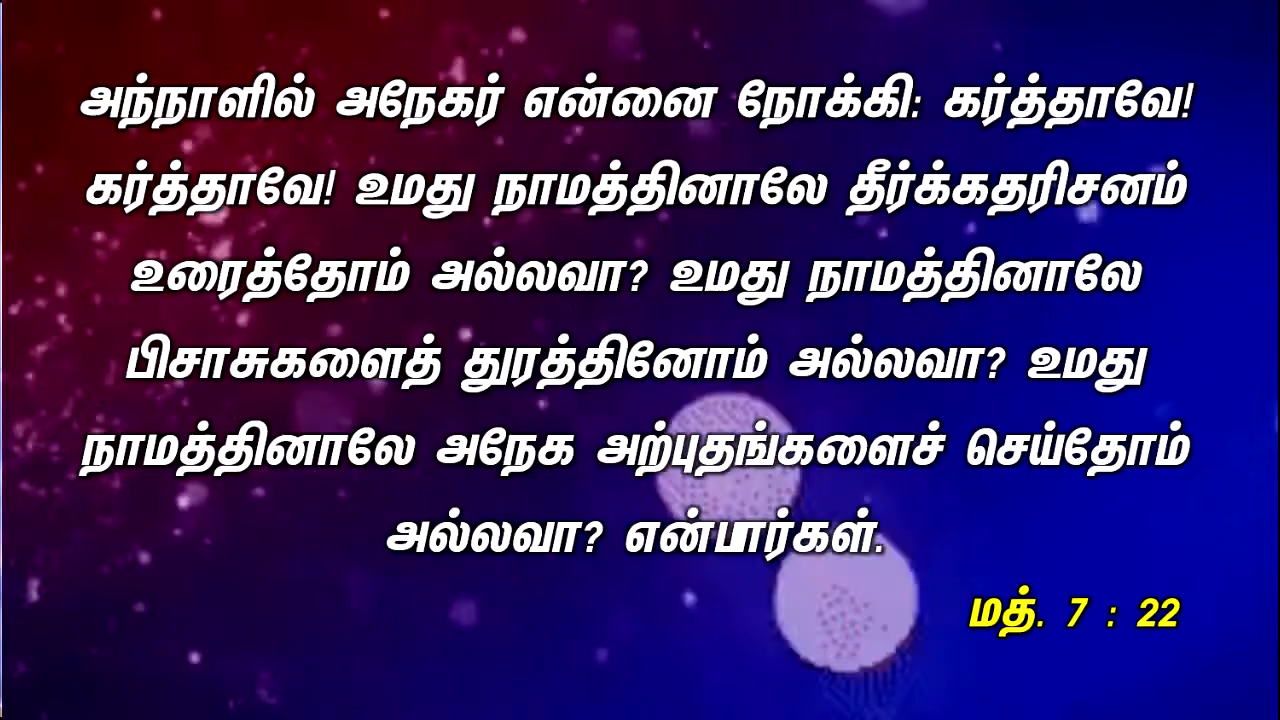 அந்நாளில் அநேகர் என்னை நோக்கி: கர்த்தாவே!
கர்த்தாவே! உமது நாமத்தினாலே தீர்க்கதரிசனம்
உரைத்தோம் அல்லவா? உமது நாமத்தினாலே
பிசாசுகளைத் துரத்தினோம் அல்லவா? உமது
நாமத்தினாலே அநேக அற்புதங்களைச் செய்தோம்
அல்லவா? என்பார்கள்.
மத். 7 : 22